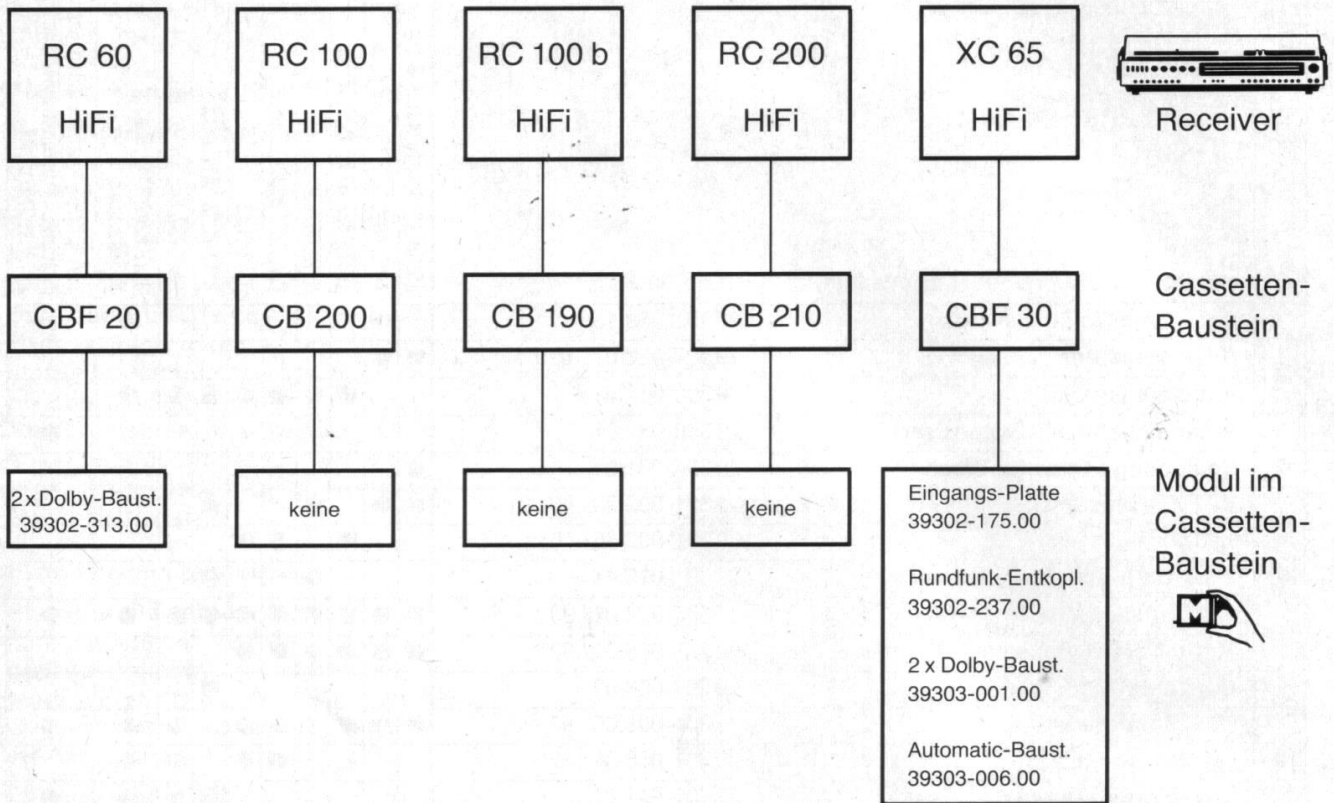 RC 60
HiFi
RC 100
HiFi
RC 100 b
HiFi
RC 200
HiFi
XC 65
HiFi
Receiver
CBF 20
CB 200
CB 190
CB 210
CBF 30
Cassetten-
Baustein
2 x Dolby-Baust.
39302-313.00
keine
keine
keine
Eingangs-Platte
39302-175.00
Rundfunk-Entkopl.
39302-237.00
2 x Dolby-Baust.
39303-001.00
Automatic-Baust.
39303-006.00
Modul im
Cassetten-
Baustein
M